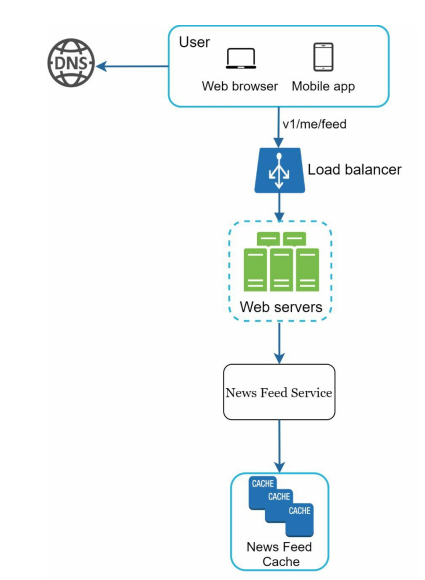 User
DNS
Web browser
Mobile app
v1/me/feed
Load balancer
Web servers
News Feed Service
CACHE
CACHE
CACHE
News Feed
Cache